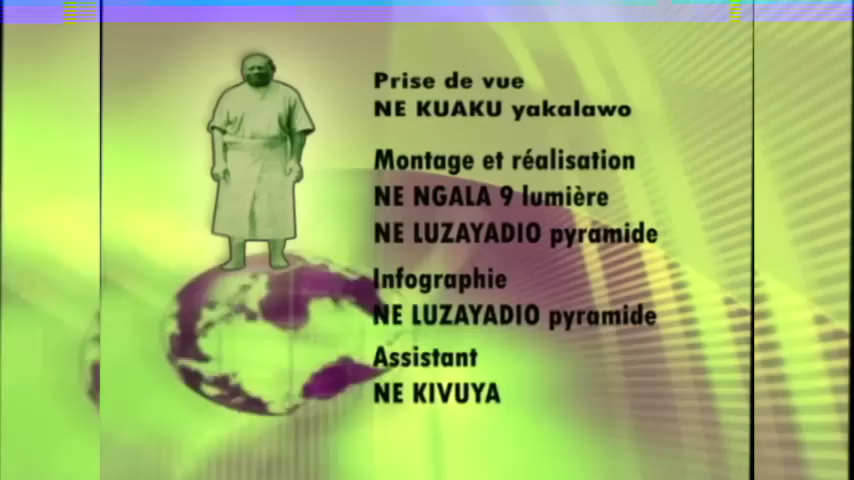 Prise de vue
NE KUAKU yakalawo
Montage et réalisation
NE NGALA 9 lumière
NE LUZAYADIO pyramide
Infographie
NE LUZAYADIO pyramide
Assistant
NE KIVUYA